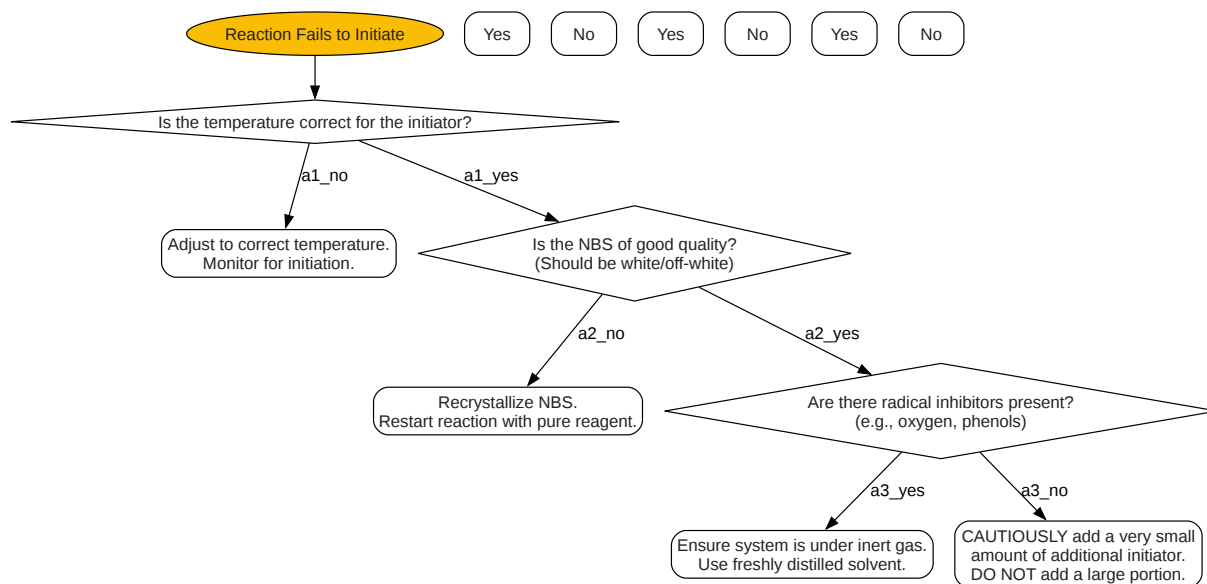 Reaction Fails to Initiate
Yes
No
Yes
No
Yes
No
Is the temperature correct for the initiator?
a1_no
a1_yes
Adjust to correct temperature.
Monitor for initiation.
Is the NBS of good quality?
(Should be white/off-white)
a2_no
a2_yes
Recrystallize NBS.
Restart reaction with pure reagent.
Are there radical inhibitors present?
(e.g., oxygen, phenols)
a3_yes
a3_no
Ensure system is under inert gas.
Use freshly distilled solvent.
CAUTIOUSLY add a very small
amount of additional initiator.
DO NOT add a large portion.